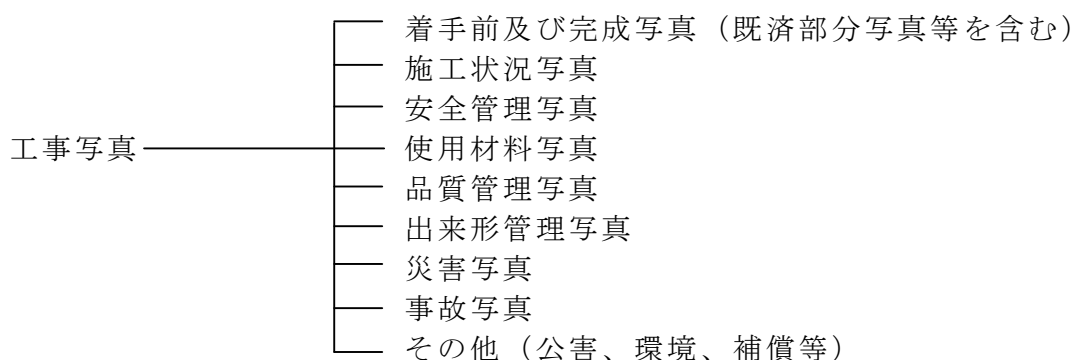 着手前及び完成写真（既済部分写真等を含む）
施工状況写真
安全管理写真
工事写真 使用材料写真
品質管理写真
出来形管理写真
災害写真
事故写真
その他（公害、環境、補償等）